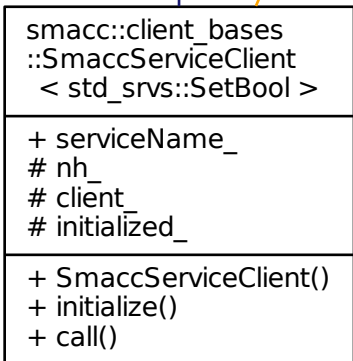 smacc::client_bases
::SmaccServiceClient
< std_srvs::SetBool >
+ serviceName_
# nh_
# client_
# initialized_
+ SmaccServiceClient()
+ initialize()
+ call()